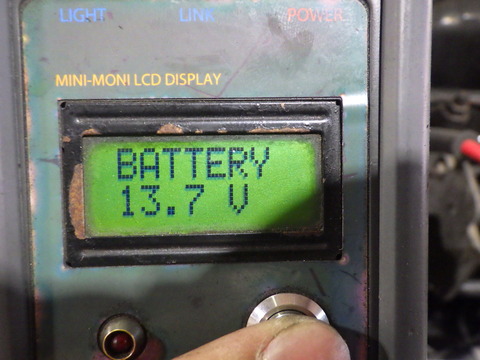 LIGHT LINK POWER
MINI-MONI LCD DISPLAY
BATTERY
13.7 V